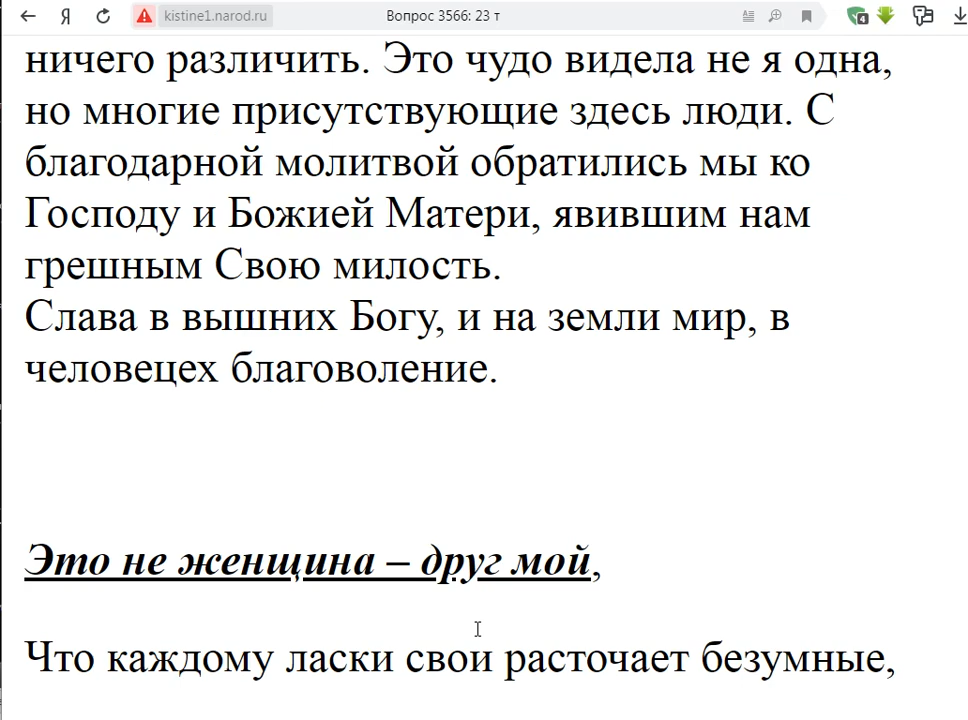 Я kistine1.narod.ru Вопрос 3566: 23 т 4
ничего различить. Это чудо видела не я одна,
но многие присутствующие здесь люди. С
благодарной молитвой обратились мы ко
Господу и Божией Матери, явившим нам
грешным Свою милость.
Слава в вышних Богу, и на земли мир, в
человецех благоволение.
Это не женщина – друг мой,
Что каждому ласки свои расточает безумные,